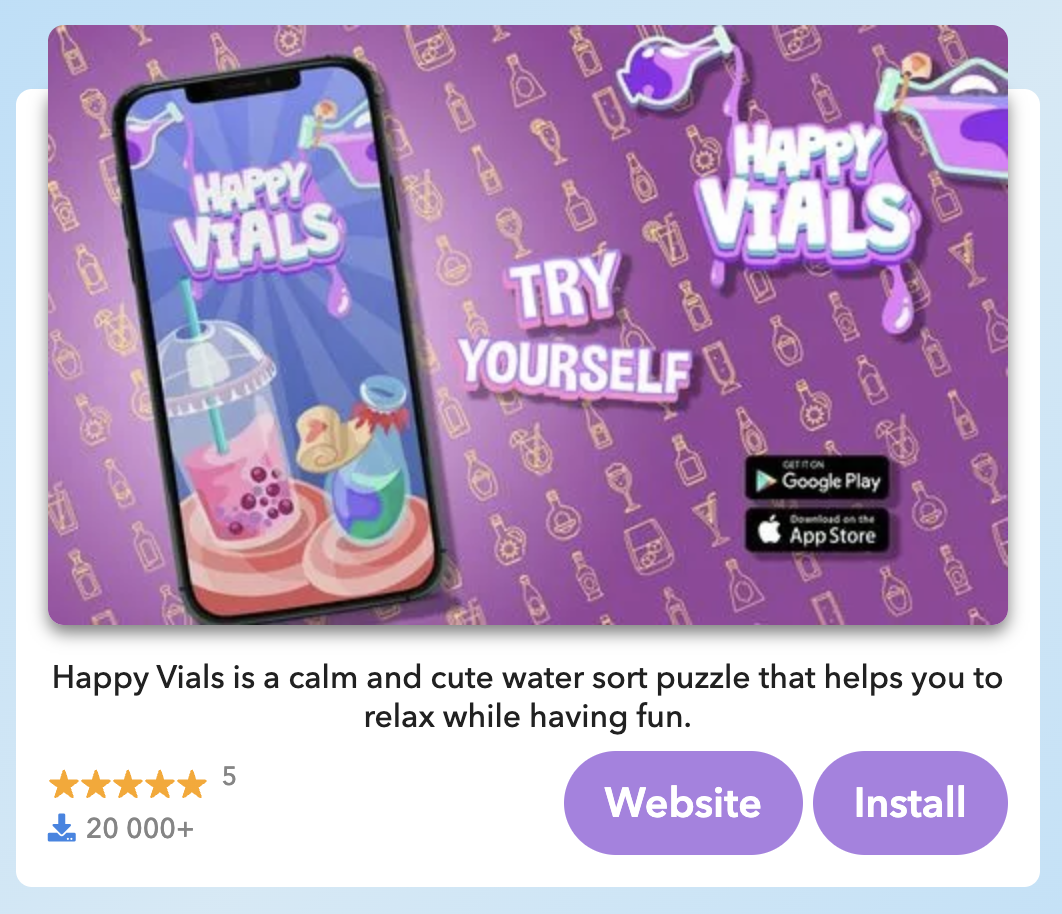 HAPPY
VIALS
HAPPY
VIALS
TRY
YOURSELF
GET IT ON
Google Play
Download on the
App Store
Happy Vials is a calm and cute water sort puzzle that helps you to
relax while having fun.
5
20 000+
Website
Install